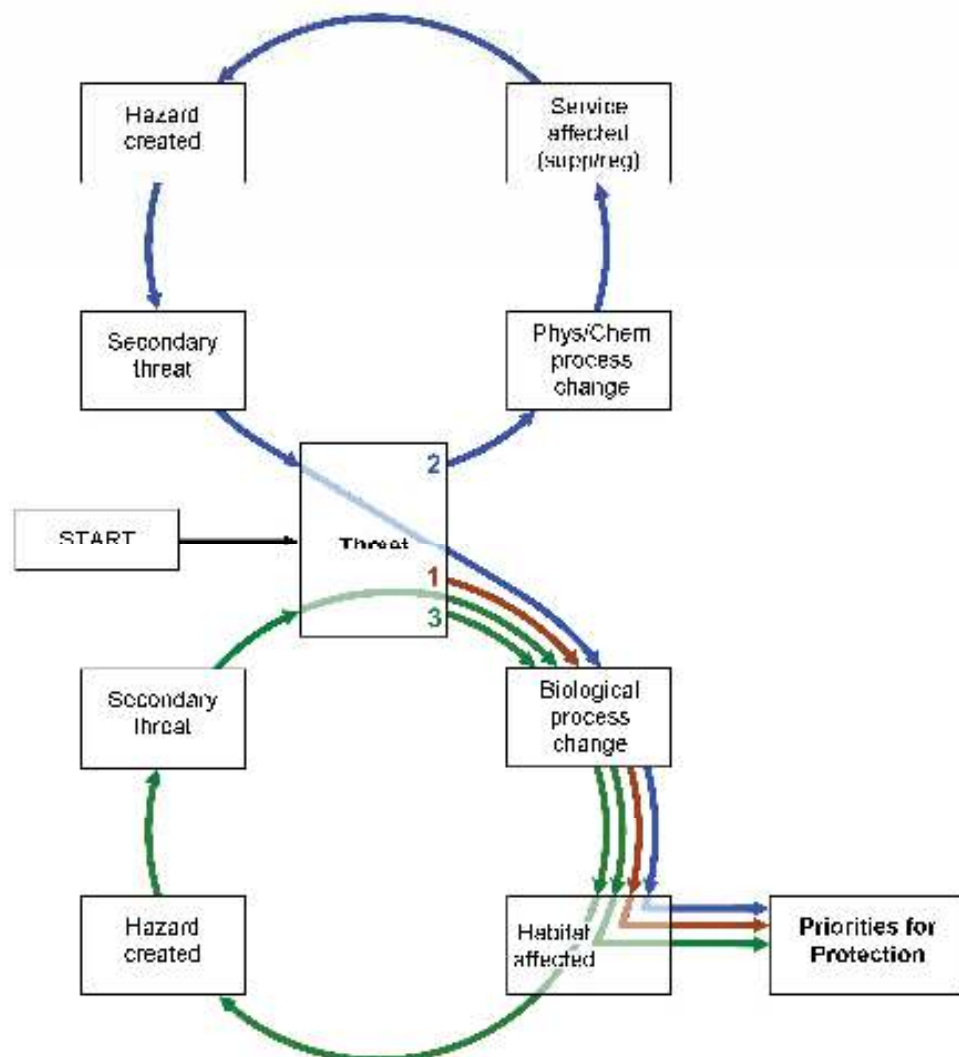 Hazard
created
Service
affected
(supp/reg)
Secondary
threat
Phys/Chem
process
change
2
START
Threat
1
3
Secondary
threat
Biological
process
change
Hazard
created
Habitat
affected
Priorities for
Protection